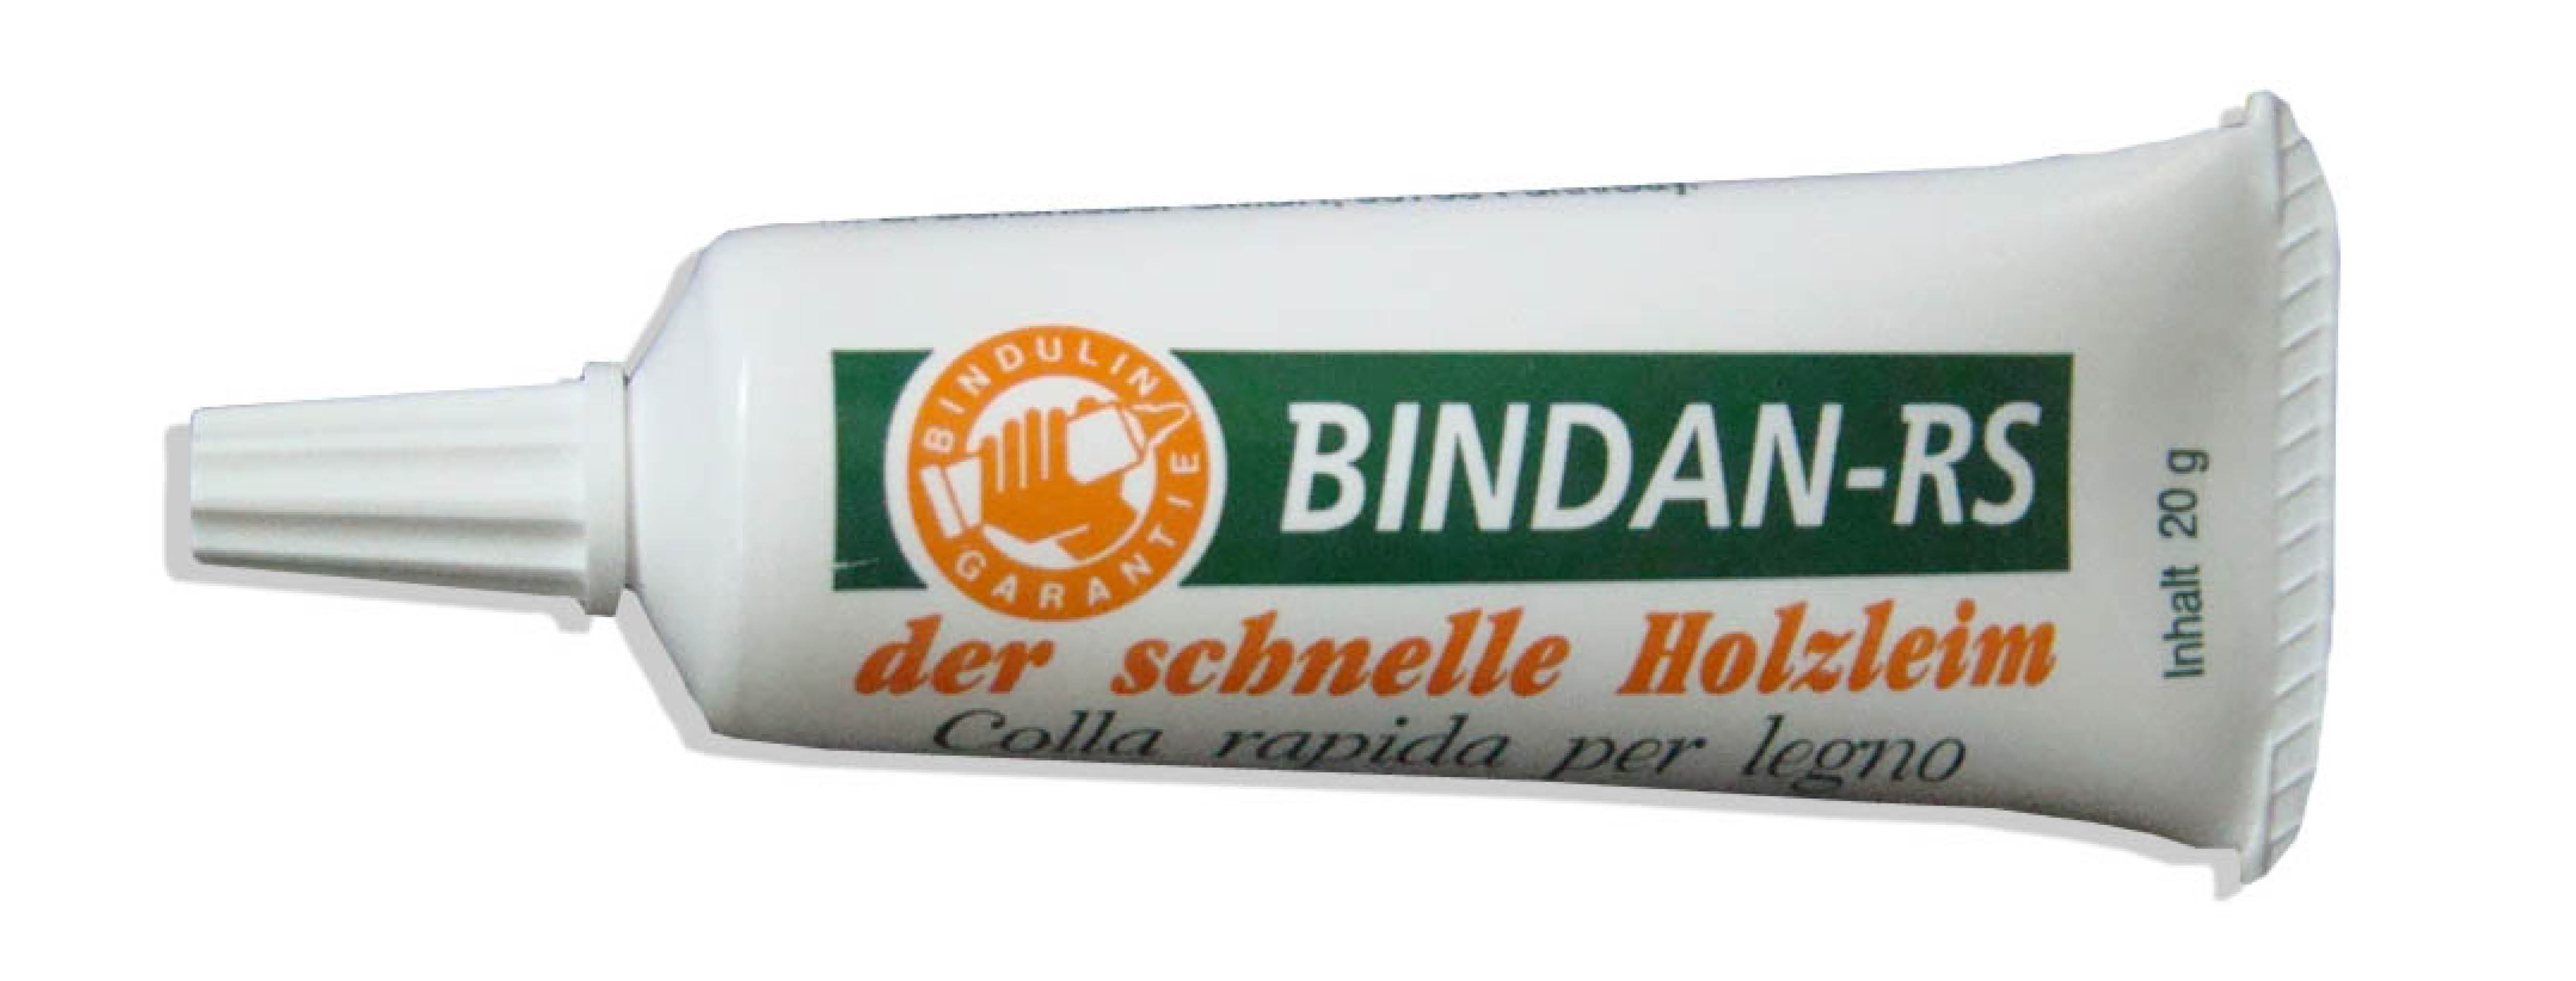 BINDULIN
GARANTIE
BINDAN-RS
der schnelle Holzleim
Colla rapida per legno
Inhalt 20 g